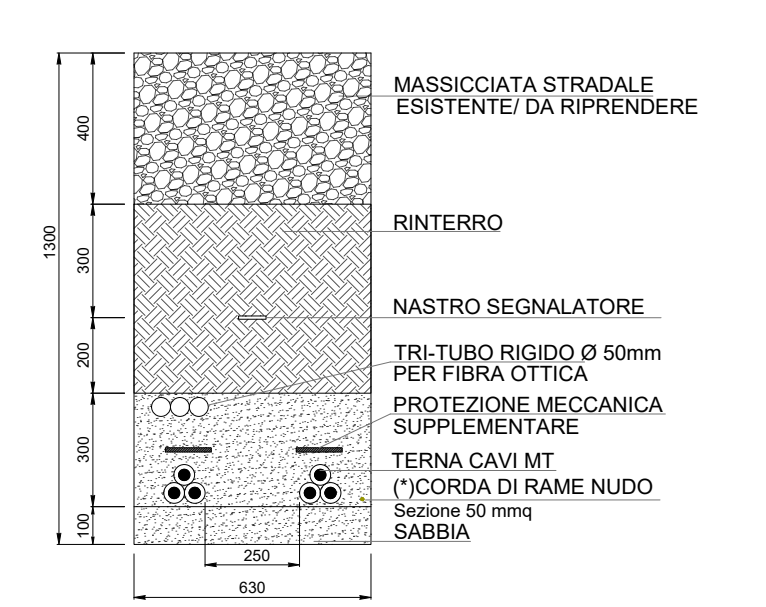 MASSICCIATA STRADALE
ESISTENTE/ DA RIPRENDERE
400
RINTERRO
1300
300
NASTRO SEGNALATORE
200
TRI-TUBO RIGIDO Ø 50mm
PER FIBRA OTTICA
PROTEZIONE MECCANICA
SUPPLEMENTARE
300
TERNA CAVI MT
(*)CORDA DI RAME NUDO
Sezione 50 mmq
100
SABBIA
250
630